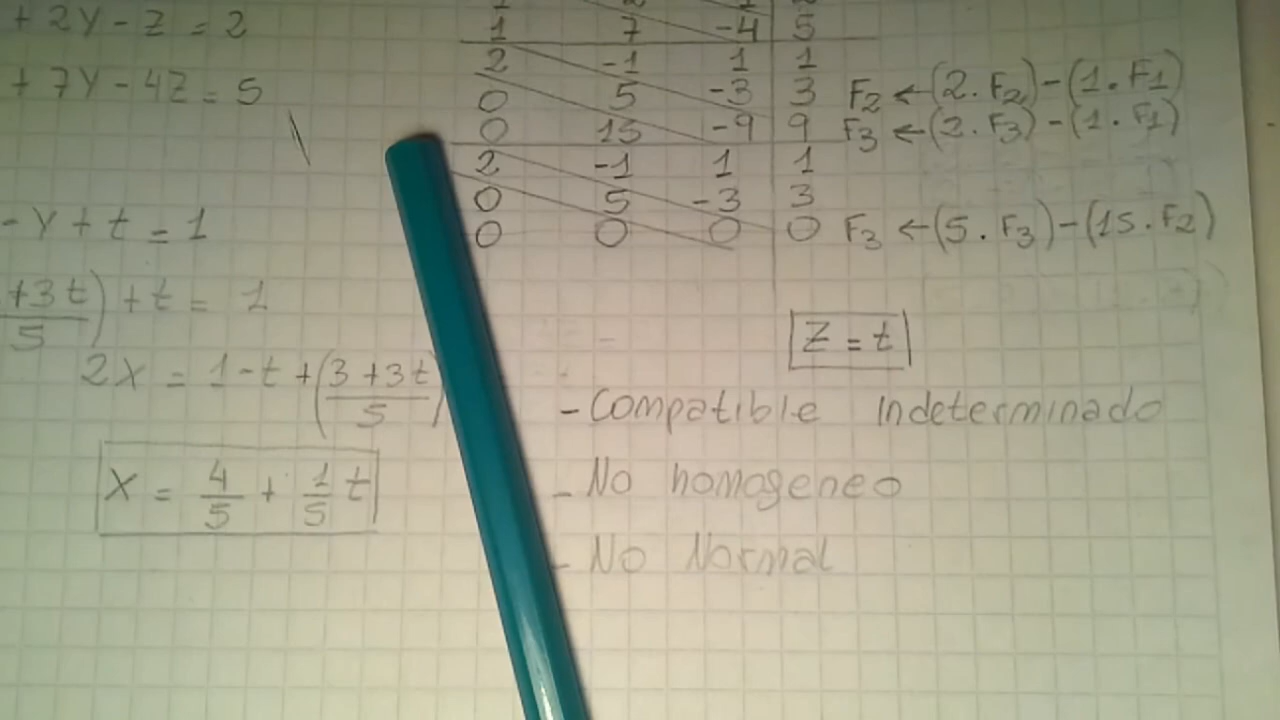 + 2Y - Z = 2
1 7 -4 5
2 -1 1 1
+ 7Y - 4Z = 5
0 5 -3 3 F2 ← (2 . F2) - (1 . F1)
0 15 -9 9 F3 ← (2 . F3) - (1 . F1)
2 -1 1 1
0 5 -3 3
- Y + t = 1
0 0 0 0 F3 ← (5 . F3) - (15 . F2)
+3t/5) + t = 1
Z = t
2X = 1 - t + (3 + 3t/5)
- Compatible Indeterminado
X = 4/5 + 1/5 t
- No homogeneo
- No Normal